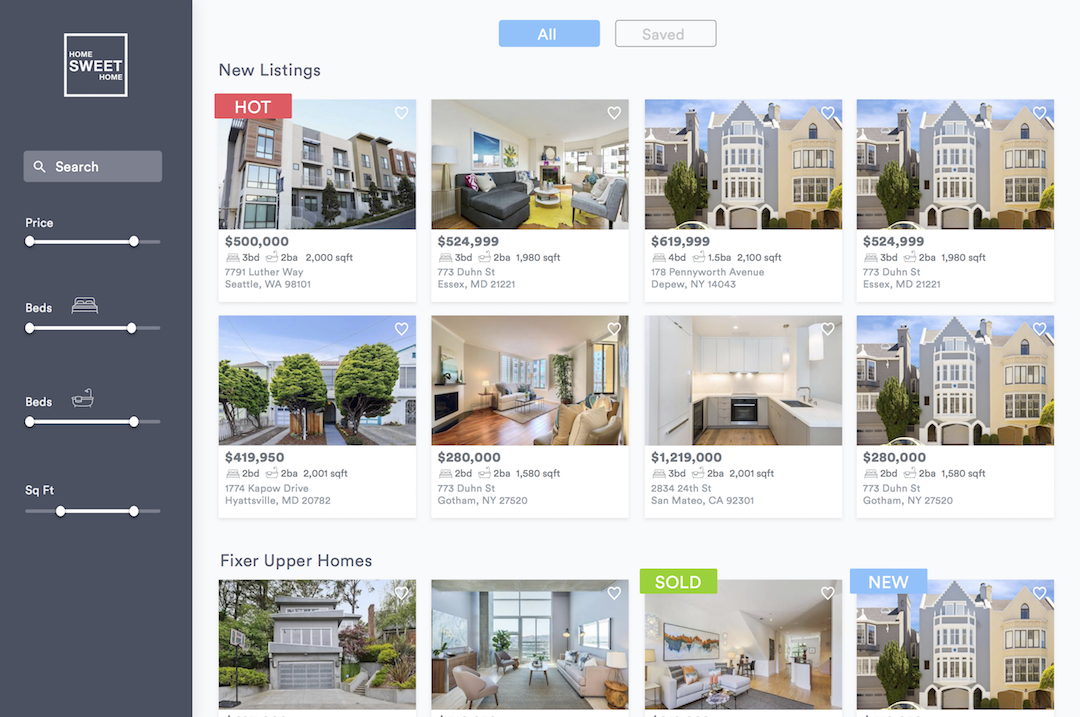 HOME
SWEET
HOME
Search
Price
Beds
Beds
Sq Ft
All
Saved
New Listings
HOT
$500,000
3bd 2ba 2,000 sqft
7791 Luther Way
Seattle, WA 98101
$524,999
3bd 2ba 1,980 sqft
773 Duhn St
Essex, MD 21221
$619,999
4bd 1.5ba 2,100 sqft
178 Pennyworth Avenue
Depew, NY 14043
$524,999
3bd 2ba 1,980 sqft
773 Duhn St
Essex, MD 21221
$419,950
2bd 2ba 2,001 sqft
1774 Kapow Drive
Hyattsville, MD 20782
$280,000
2bd 2ba 1,580 sqft
773 Duhn St
Gotham, NY 27520
$1,219,000
3bd 2ba 2,001 sqft
2834 24th St
San Mateo, CA 92301
$280,000
2bd 2ba 1,580 sqft
773 Duhn St
Gotham, NY 27520
Fixer Upper Homes
SOLD
NEW